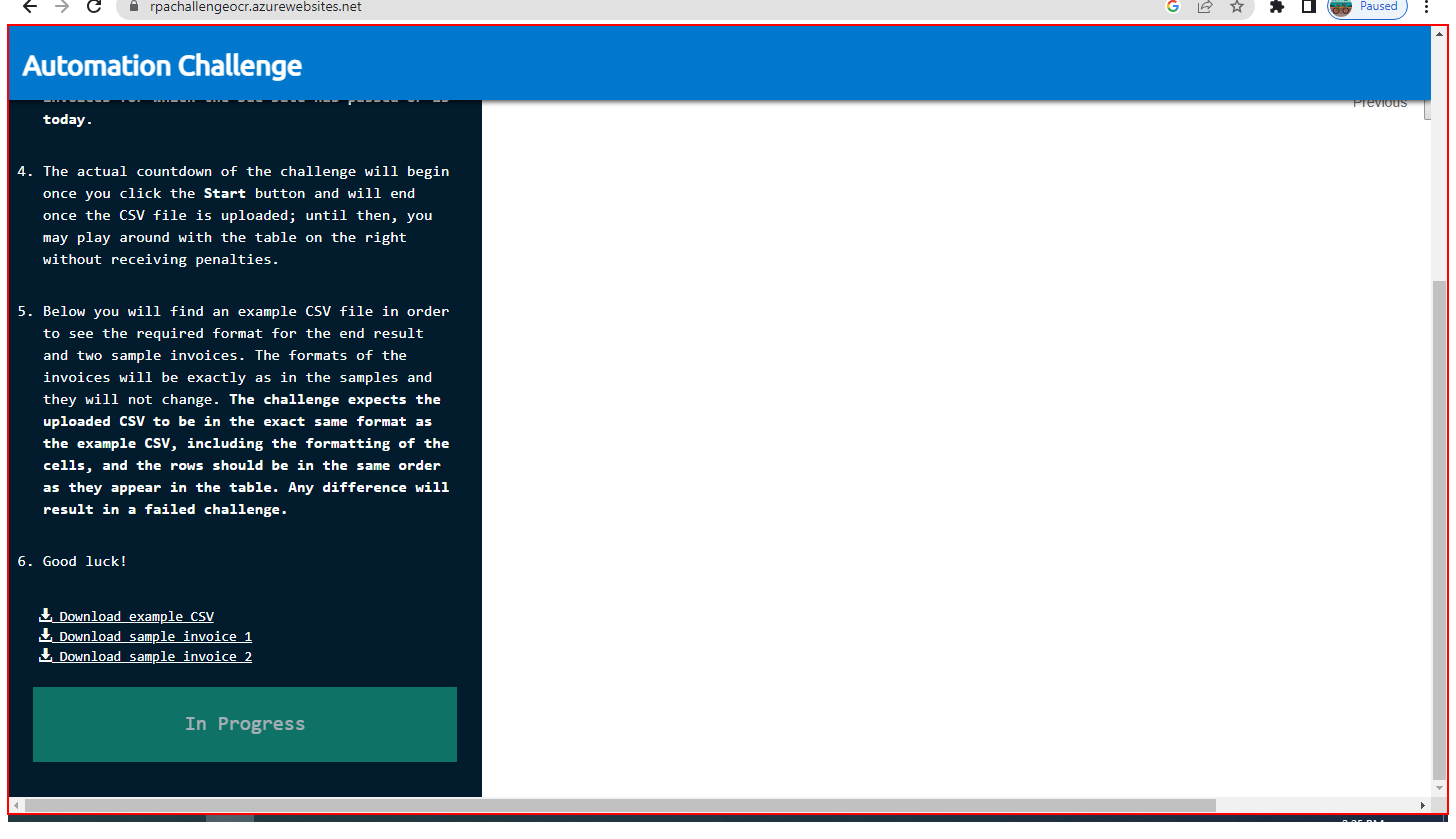 rpachallengeocr.azurewebsites.net
Paused
Automation Challenge
Previous
today.
4. The actual countdown of the challenge will begin
once you click the Start button and will end
once the CSV file is uploaded; until then, you
may play around with the table on the right
without receiving penalties.
5. Below you will find an example CSV file in order
to see the required format for the end result
and two sample invoices. The formats of the
invoices will be exactly as in the samples and
they will not change. The challenge expects the
uploaded CSV to be in the exact same format as
the example CSV, including the formatting of the
cells, and the rows should be in the same order
as they appear in the table. Any difference will
result in a failed challenge.
6. Good luck!
Download example CSV
Download sample invoice 1
Download sample invoice 2
In Progress